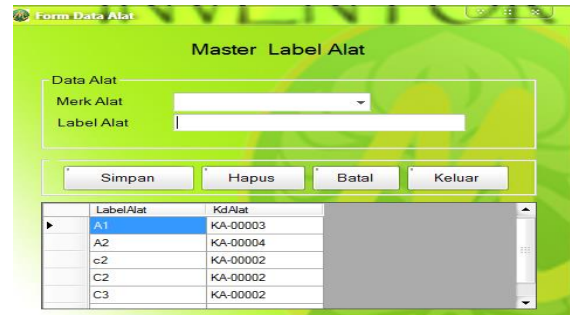 Form Data Alat
Master Label Alat
Data Alat
Merk Alat
Label Alat
Simpan Hapus Batal Keluar
LabelAlat KdAlat
A1 KA-00003
A2 KA-00004
c2 KA-00002
C2 KA-00002
C3 KA-00002